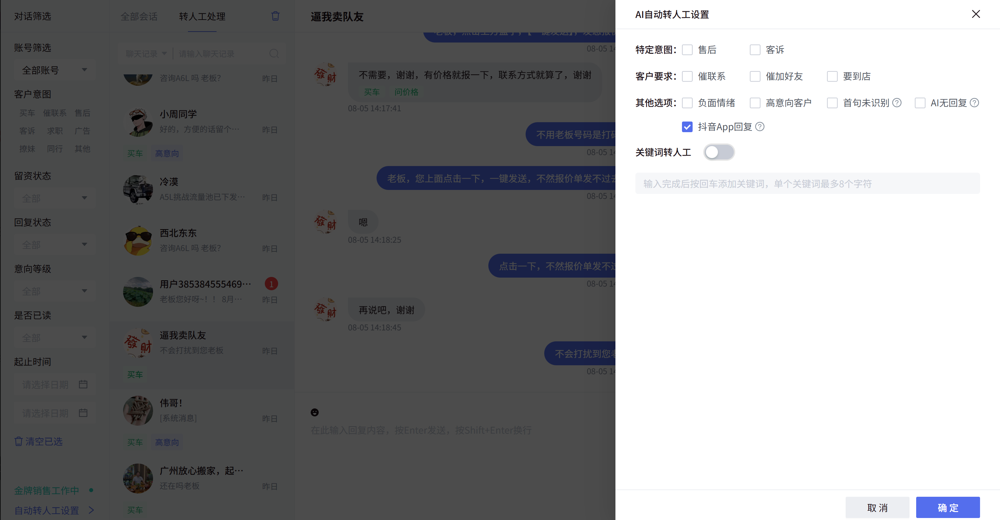 对话筛选
账号筛选
全部账号
客户意图
买车 催联系 售后
客诉 求职 广告
撩妹 同行 其他
留资状态
全部
回复状态
全部
意向等级
全部
是否已读
全部
起止时间
请选择日期
请选择日期
清空已选
金牌销售工作中
自动转人工设置
全部会话 转人工处理
聊天记录 请输入聊天记录
咨询A6L 吗 老板？ 昨日
小周同学
好的，方便的话留个… 昨日
买车 高意向
冷漠
A5L挑战流量池已下发… 昨日
西北东东
咨询A6L 吗 老板？ 昨日
用户385384555469… 1
老板您好呀~！！ 8月… 昨日
逼我卖队友
不会打扰到您老板 昨日
买车
伟哥！
[系统消息] 昨日
买车 高意向
广州放心搬家，起…
还在吗老板 昨日
买车
逼我卖队友
08-05 14
發財
不需要，谢谢，有价格就报一下，联系方式就算了，谢谢
买车 问价格
08-05 14:17:41
不用老板号码是打码
08-05 14
老板，您上面点击一下，一键发送，不然报价单发不过去
08-05 14
發財
嗯
08-05 14:18:25
点击一下，不然报价单发不过
08-05 14
發財
再说吧，谢谢
08-05 14:18:45
不会打扰到您老
08-05 14
在此输入回复内容，按Enter发送，按Shift+Enter换行
AI自动转人工设置
特定意图： 售后 客诉
客户要求： 催联系 催加好友 要到店
其他选项： 负面情绪 高意向客户 首句未识别 ? AI无回复 ?
抖音App回复 ?
关键词转人工
输入完成后按回车添加关键词，单个关键词最多8个字符
取 消 确 定